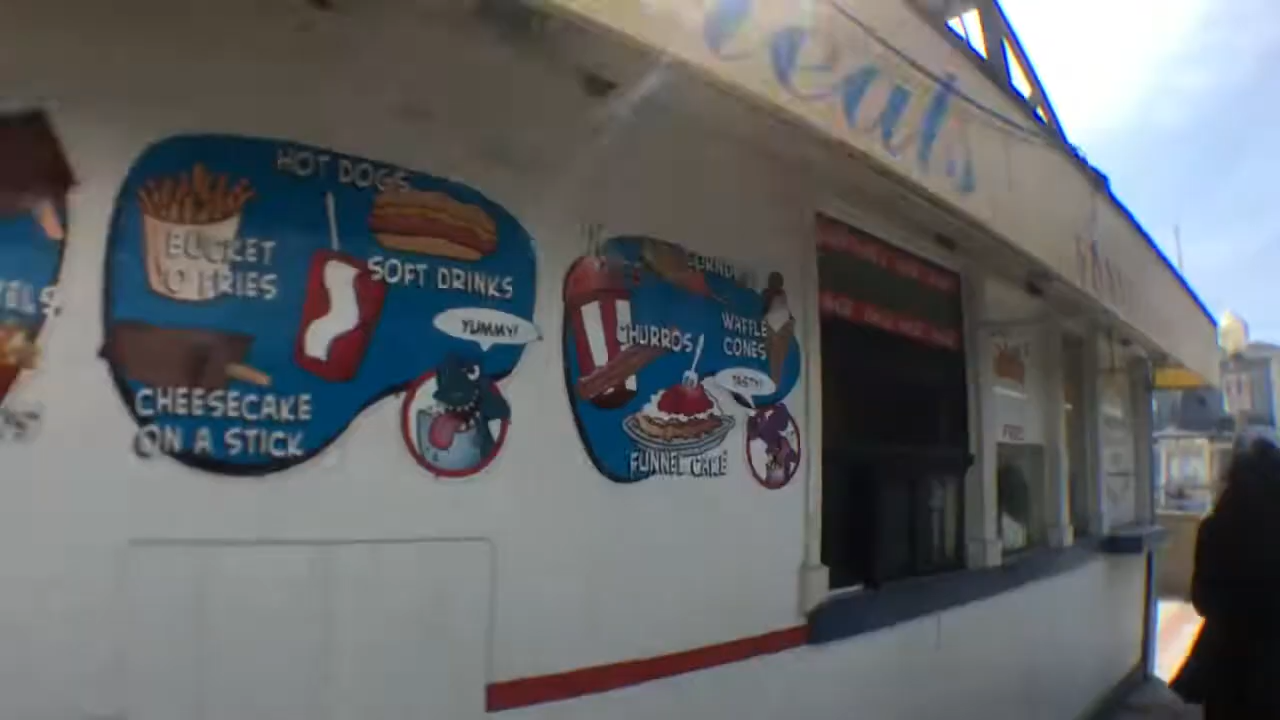 HOT DOGS
BUCKET
O FRIES
SOFT DRINKS
YUMMY!
CHEESECAKE
ON A STICK
CHURROS
WAFFLE
CONES
TASTY!
FUNNEL CAKE